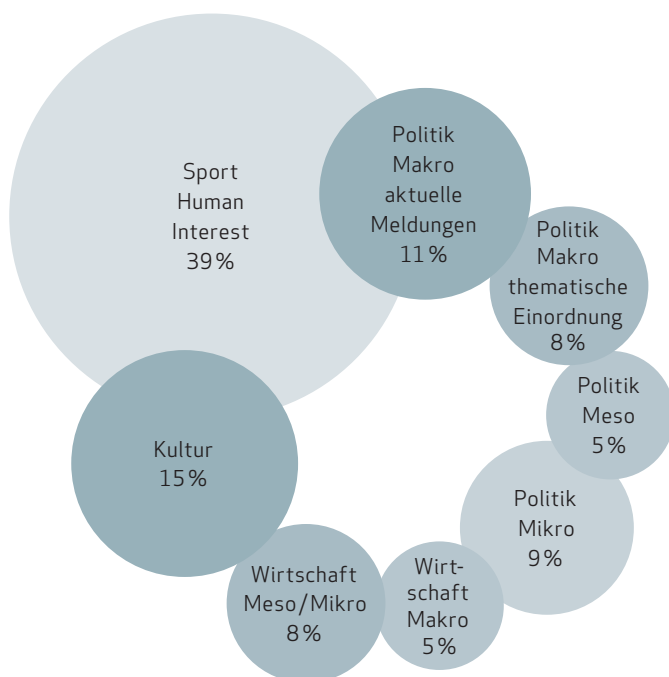 Sport
Human
Interest
39%
Politik
Makro
aktuelle
Meldungen
11%
Politik
Makro
thematische
Einordnung
8%
Politik
Meso
5%
Politik
Mikro
9%
Wirt-
schaft
Makro
5%
Wirtschaft
Meso/Mikro
8%
Kultur
15%